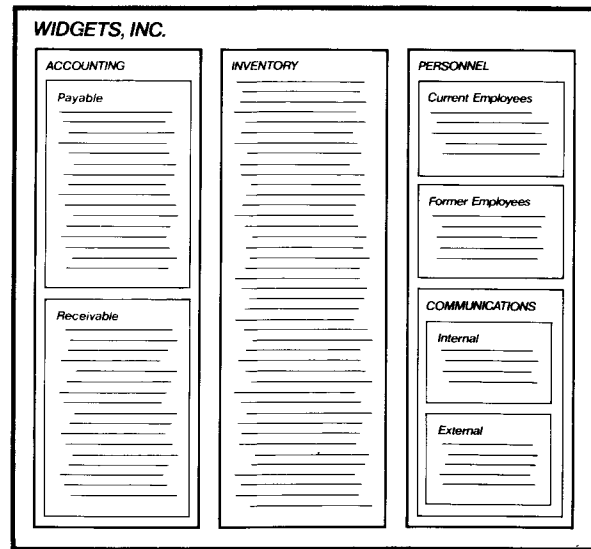 WIDGETS, INC.
ACCOUNTING
Payable
Receivable
INVENTORY
PERSONNEL
Current Employees
Former Employees
COMMUNICATIONS
Internal
External